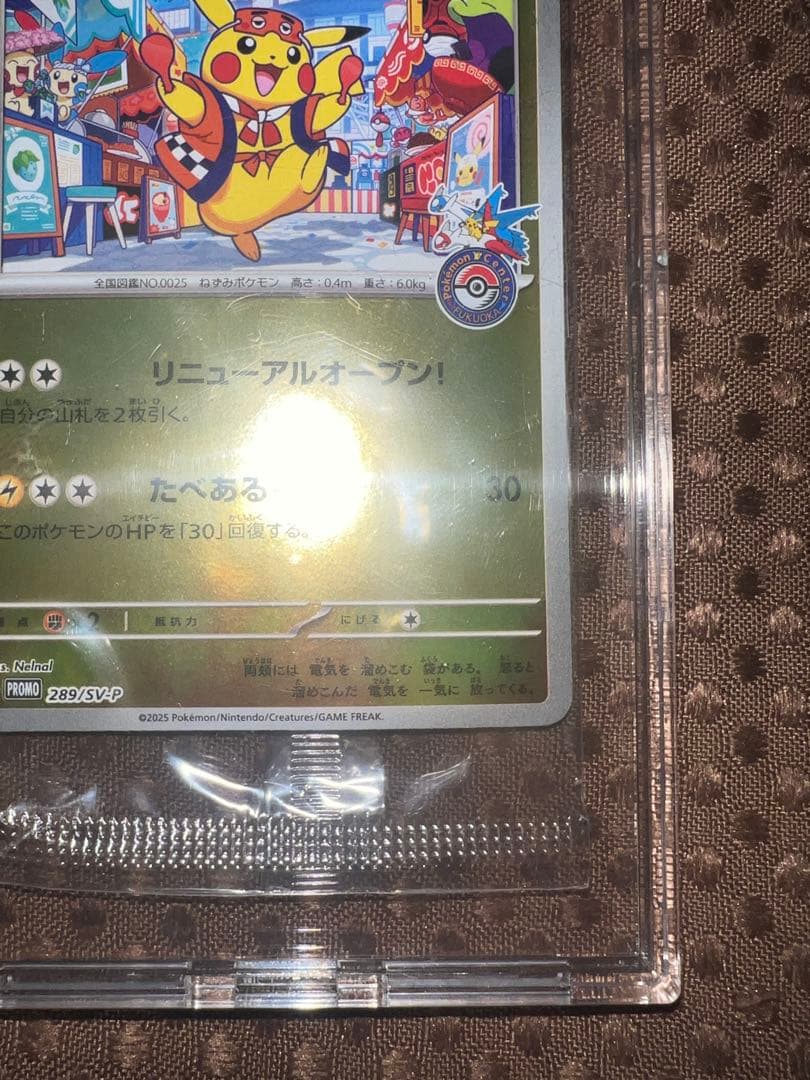 全国図鑑NO.0025 ねずみポケモン 高さ:0.4m 重さ:6.0kg
Pokémon Center
FUKUOKA
リニューアルオープン!
自分の山札を2枚引く。
たべある
30
このポケモンのHPを「30」回復する。
点 ×2 抵抗力 にげる
s. Nelnal
両頰には 電気を 溜めこむ 袋がある。 怒ると
溜めこんだ 電気を 一気に 放ってくる。
PROMO 289/SV-P
©2025 Pokémon/Nintendo/Creatures/GAME FREAK.